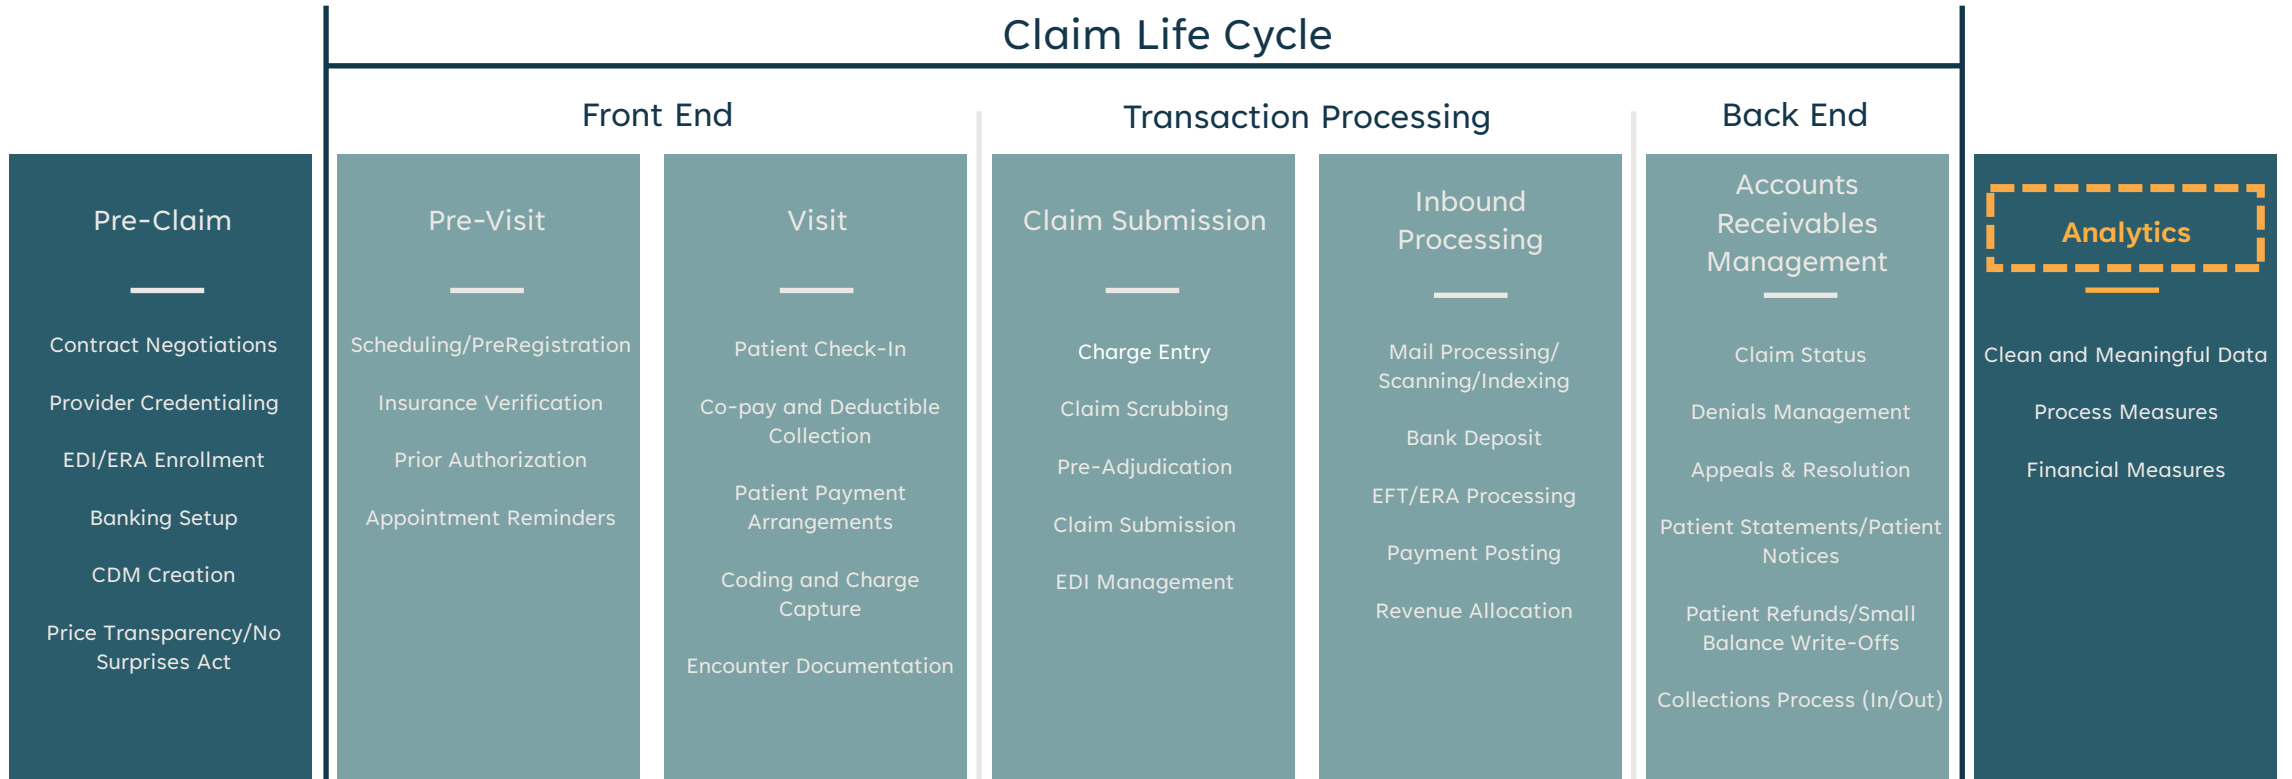 Claim Life Cycle
Front End
Transaction Processing
Back End
Pre-Claim
Contract Negotiations
Provider Credentialing
EDI/ERA Enrollment
Banking Setup
CDM Creation
Price Transparency/No
Surprises Act
Pre-Visit
Scheduling/PreRegistration
Insurance Verification
Prior Authorization
Appointment Reminders
Visit
Patient Check-In
Co-pay and Deductible
Collection
Patient Payment
Arrangements
Coding and Charge
Capture
Encounter Documentation
Claim Submission
Charge Entry
Claim Scrubbing
Pre-Adjudication
Claim Submission
EDI Management
Inbound
Processing
Mail Processing/
Scanning/Indexing
Bank Deposit
EFT/ERA Processing
Payment Posting
Revenue Allocation
Accounts
Receivables
Management
Claim Status
Denials Management
Appeals & Resolution
Patient Statements/Patient
Notices
Patient Refunds/Small
Balance Write-Offs
Collections Process (In/Out)
Analytics
Clean and Meaningful Data
Process Measures
Financial Measures